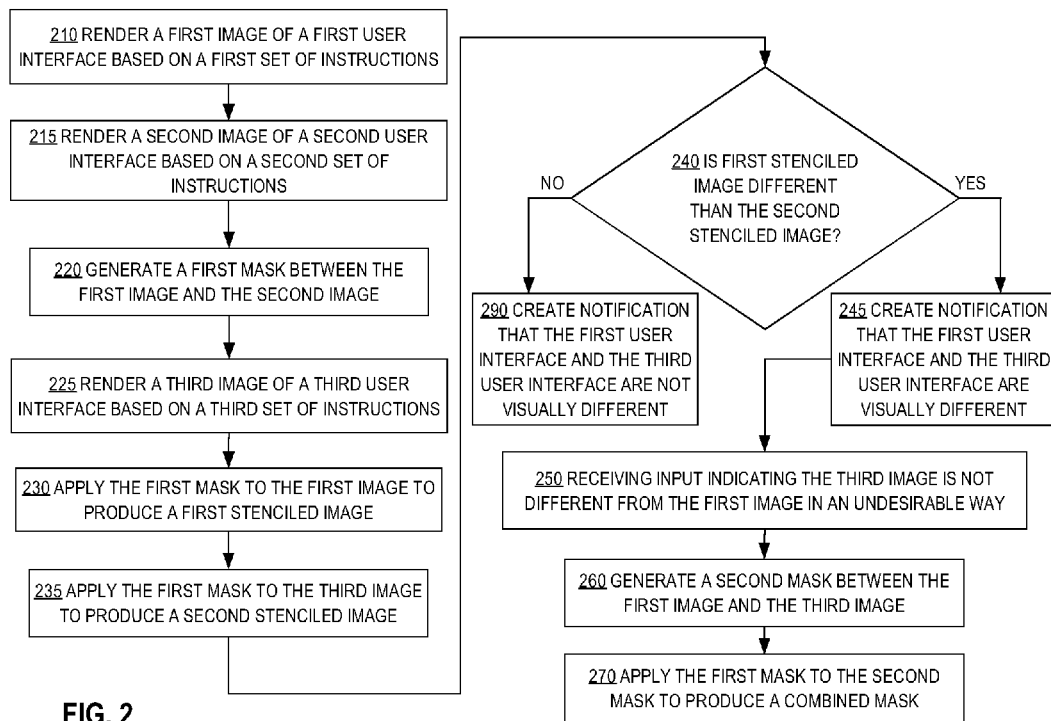 210 RENDER A FIRST IMAGE OF A FIRST USER
INTERFACE BASED ON A FIRST SET OF
INSTRUCTIONS
215 RENDER A SECOND IMAGE OF A SECOND USER
INTERFACE BASED ON A SECOND SET OF
INSTRUCTIONS
220 GENERATE A FIRST MASK BETWEEN THE
FIRST IMAGE AND THE SECOND IMAGE
225 RENDER A THIRD IMAGE OF A THIRD USER
INTERFACE BASED ON A THIRD SET OF INSTRUCTIONS
230 APPLY THE FIRST MASK TO THE FIRST IMAGE TO
PRODUCE A FIRST STENCILED IMAGE
235 APPLY THE FIRST MASK TO THE THIRD IMAGE
TO PRODUCE A SECOND STENCILED IMAGE
240 IS FIRST STENCILED
IMAGE DIFFERENT
THAN THE SECOND
STENCILED IMAGE?
NO
YES
290 CREATE NOTIFICATION
THAT THE FIRST USER
INTERFACE AND THE THIRD
USER INTERFACE ARE NOT
VISUALLY DIFFERENT
245 CREATE NOTIFICATION
THAT THE FIRST USER
INTERFACE AND THE THIRD
USER INTERFACE ARE
VISUALLY DIFFERENT
250 RECEIVING INPUT INDICATING THE THIRD IMAGE IS NOT
DIFFERENT FROM THE FIRST IMAGE IN AN UNDESIRABLE WAY
260 GENERATE A SECOND MASK BETWEEN THE
FIRST IMAGE AND THE THIRD IMAGE
270 APPLY THE FIRST MASK TO THE SECOND
MASK TO PRODUCE A COMBINED MASK
FIG. 2